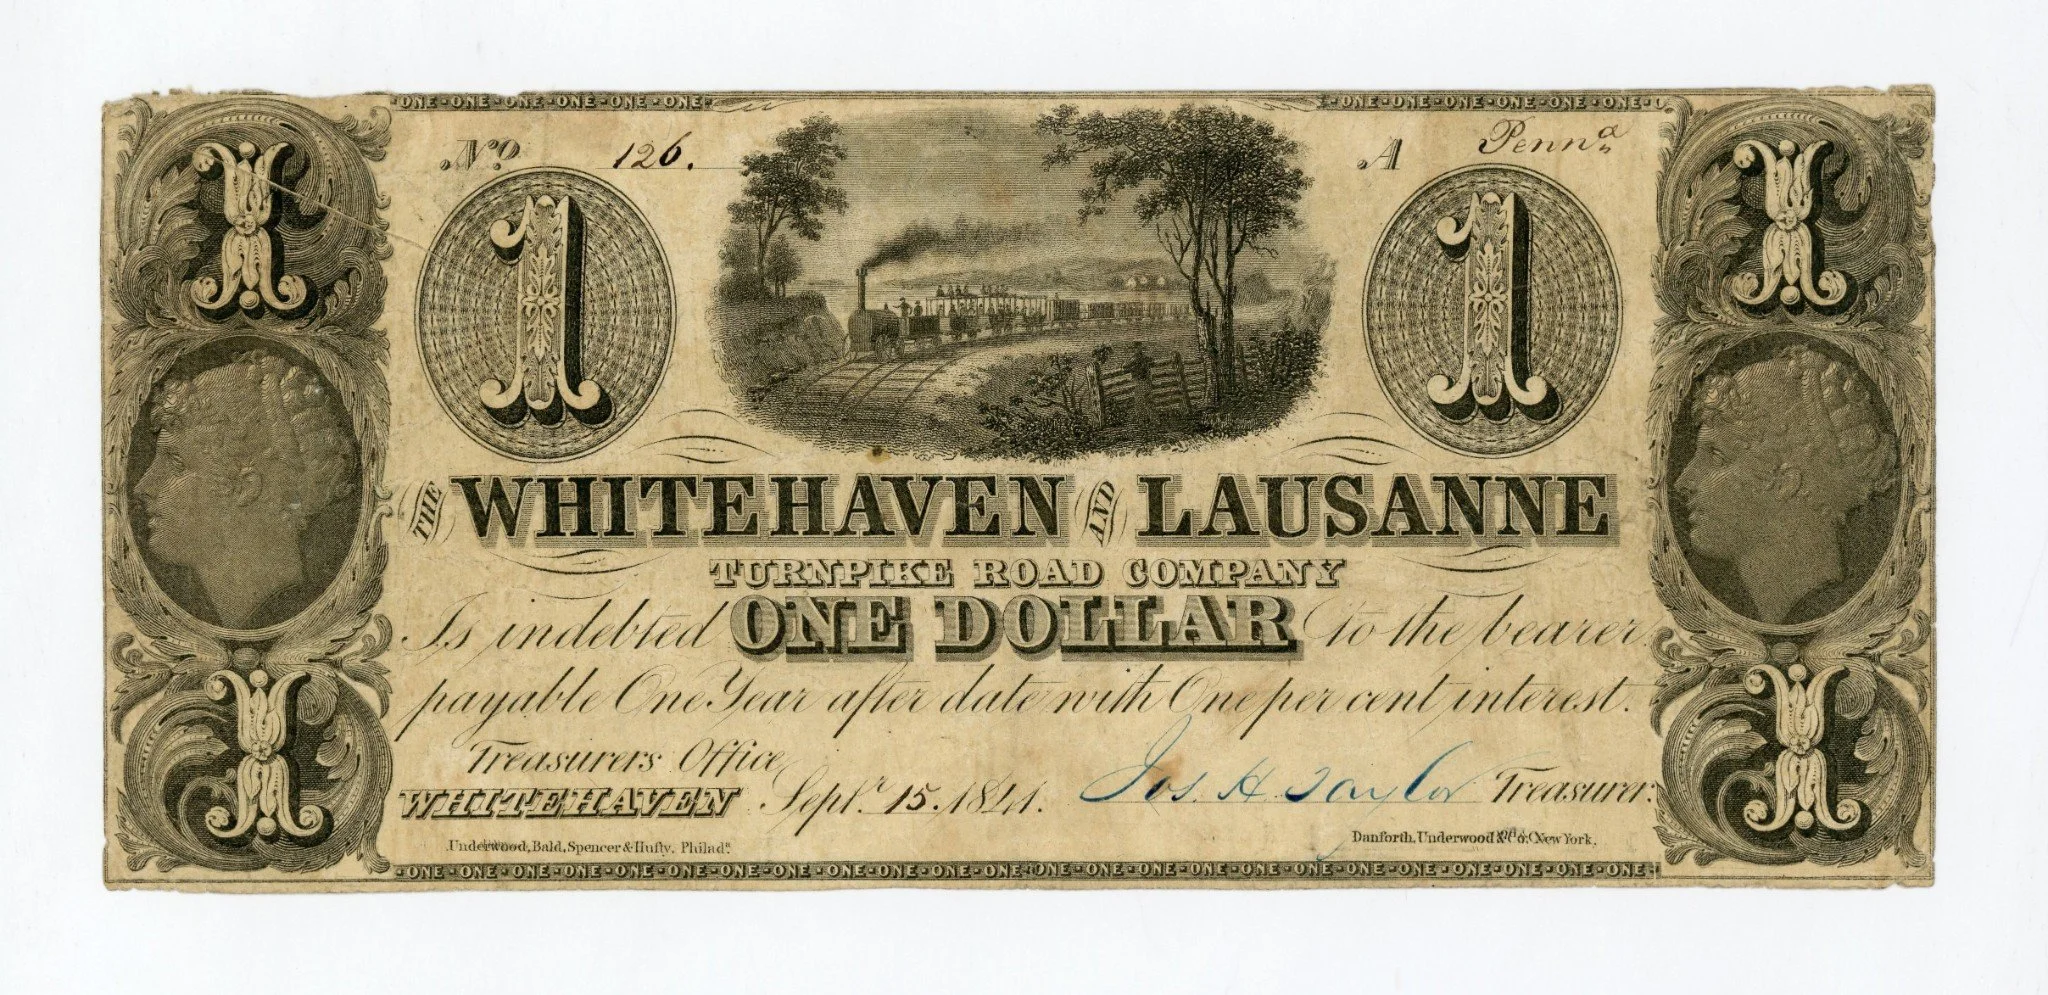 ONE-ONE-ONE-ONE-ONE-ONE
-ONE-ONE-ONE-ONE-ONE-ONE-O
No 126.
A
Penna
1 1
1 1
THE WHITEHAVEN AND LAUSANNE
TURNPIKE ROAD COMPANY
Is indebted ONE DOLLAR to the bearer
payable One Year after date with One per cent interest.
Treasurers Office
WHITEHAVEN Septr 15. 1841.
Jos. H. Taylor Treasurer.
1 1
Underwood, Bald, Spencer & Hufty, Philada.
Danforth, Underwood & Co. New York.
-ONE-ONE-ONE-ONE-ONE-ONE-ONE-ONE-ONE-ONE-ONE-ONE-ONE-ONE-ONE-ONE-ONE-ONE-ONE-ONE-ONE-ONE-ONE-ONE-